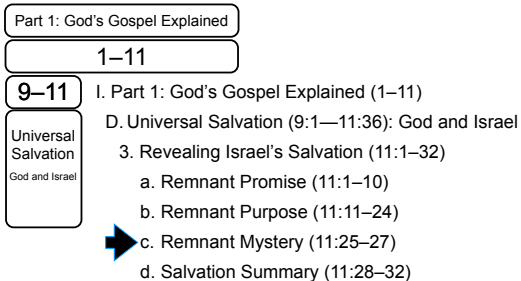 Part 1: God's Gospel Explained
1–11
9–11
Universal
Salvation
God and Israel
I. Part 1: God's Gospel Explained (1–11)
D. Universal Salvation (9:1—11:36): God and Israel
3. Revealing Israel's Salvation (11:1–32)
a. Remnant Promise (11:1–10)
b. Remnant Purpose (11:11–24)
c. Remnant Mystery (11:25–27)
d. Salvation Summary (11:28–32)